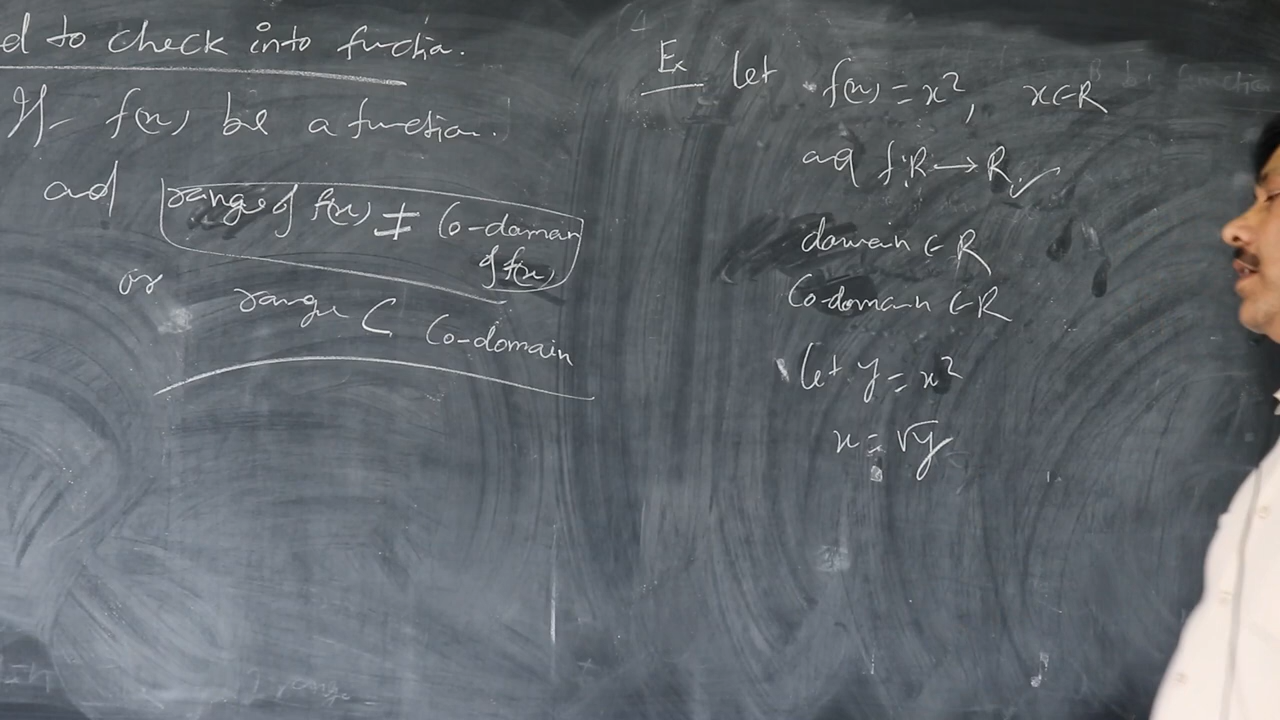 d to check into functio.
If f(x) be a function.
and range of f(x) ≠ Co-domain
of f(x)
or range ⊂ Co-domain
Ex let f(x) = x², x∈R
and f:R→R ✓
domain ∈ R
Co-domain ∈ R
let y = x²
x = √y